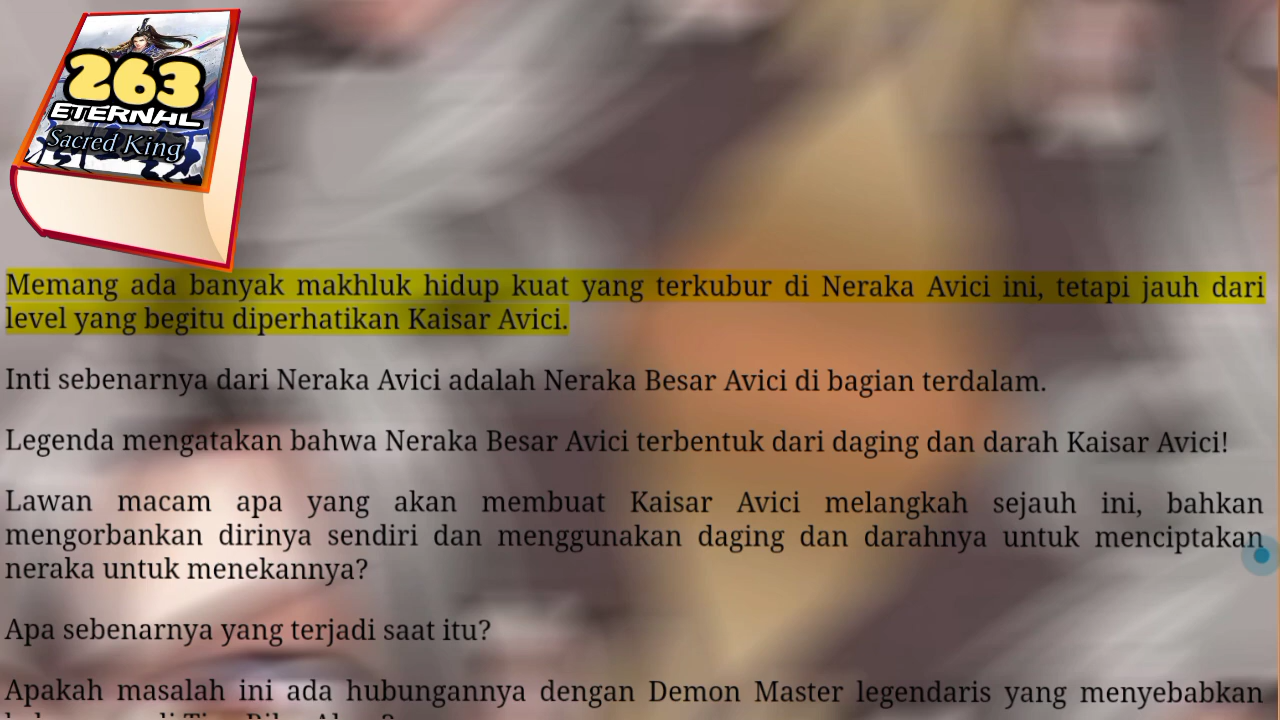 263
ETERNAL
Sacred King
Memang ada banyak makhluk hidup kuat yang terkubur di Neraka Avici ini, tetapi jauh dari
level yang begitu diperhatikan Kaisar Avici.
Inti sebenarnya dari Neraka Avici adalah Neraka Besar Avici di bagian terdalam.
Legenda mengatakan bahwa Neraka Besar Avici terbentuk dari daging dan darah Kaisar Avici!
Lawan macam apa yang akan membuat Kaisar Avici melangkah sejauh ini, bahkan
mengorbankan dirinya sendiri dan menggunakan daging dan darahnya untuk menciptakan
neraka untuk menekannya?
Apa sebenarnya yang terjadi saat itu?
Apakah masalah ini ada hubungannya dengan Demon Master legendaris yang menyebabkan